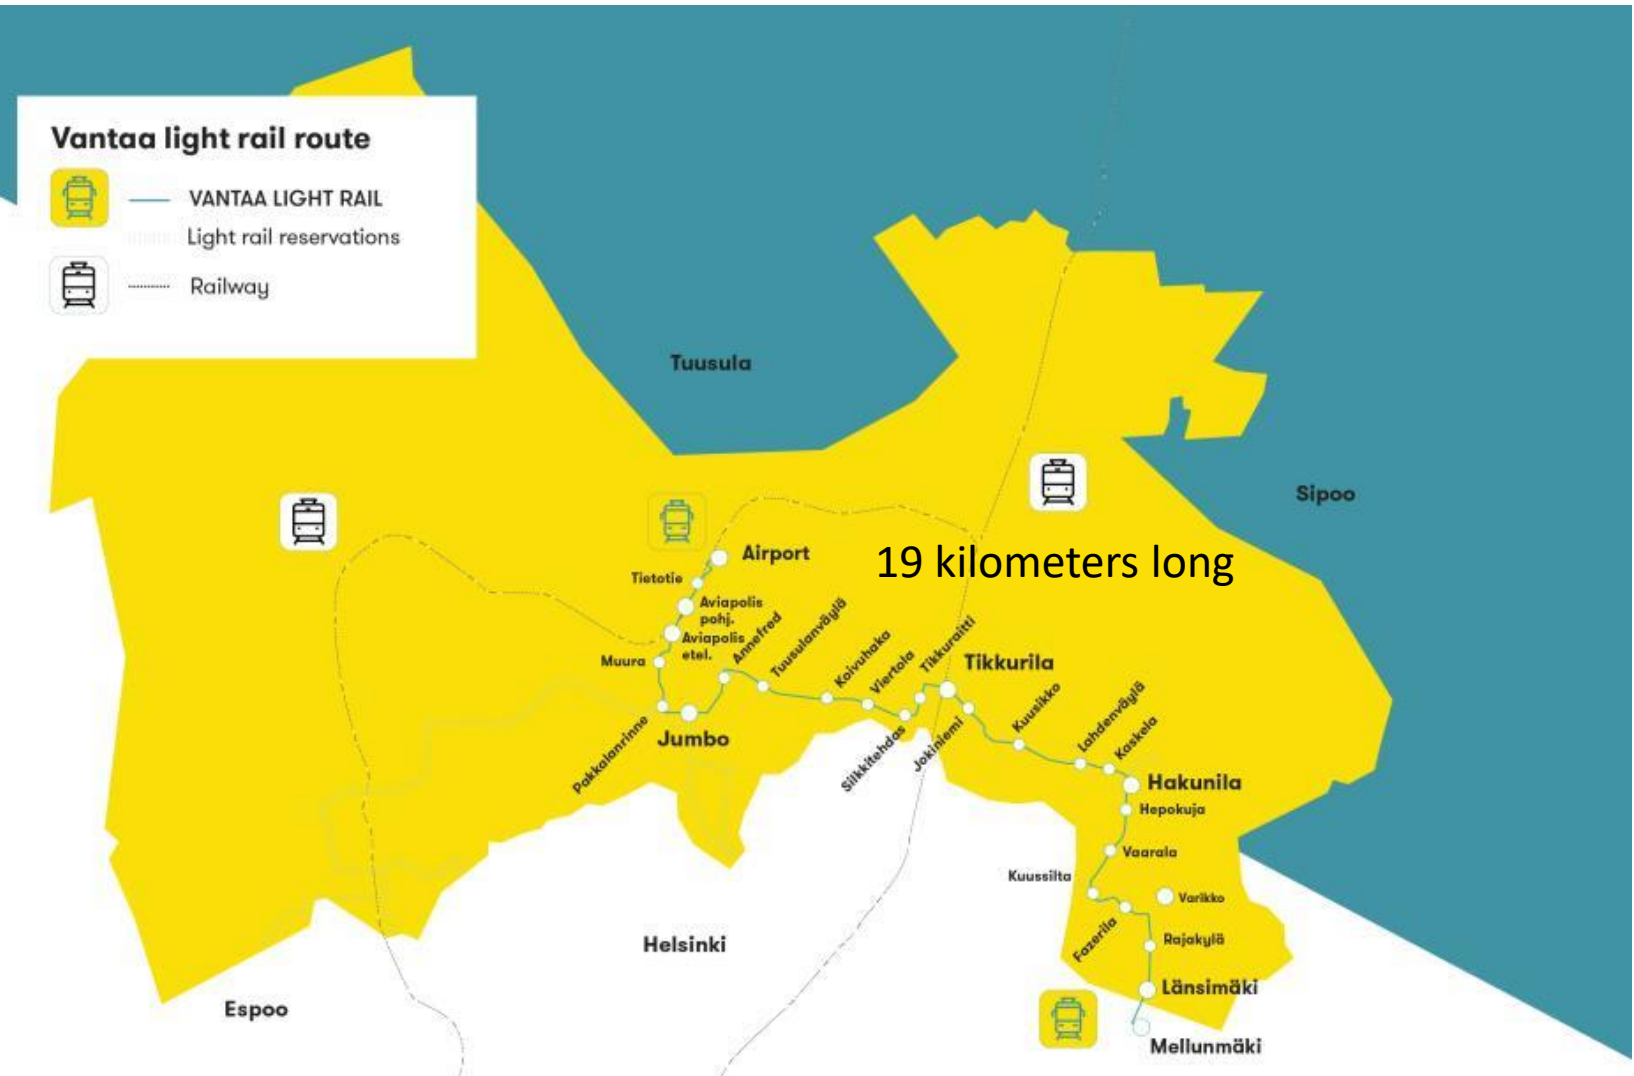 Vantaa light rail route
VANTAA LIGHT RAIL
Light rail reservations
Railway
Tuusula
Sipoo
Airport
19 kilometers long
Tietotie
Aviapolis
pohj.
Aviapolis
etel.
Muura
Annefred
Tuusulanväylä
Koivuhaka
Viertola
Tikkuraitti
Tikkurila
Pakkalanrinne
Jumbo
Silkkitehdas
Jokiniemi
Kuusikko
Lahdenväylä
Kaskela
Hakunila
Hepokuja
Vaarala
Kuussilta
Varikko
Fazerila
Rajakylä
Helsinki
Länsimäki
Espoo
Mellunmäki